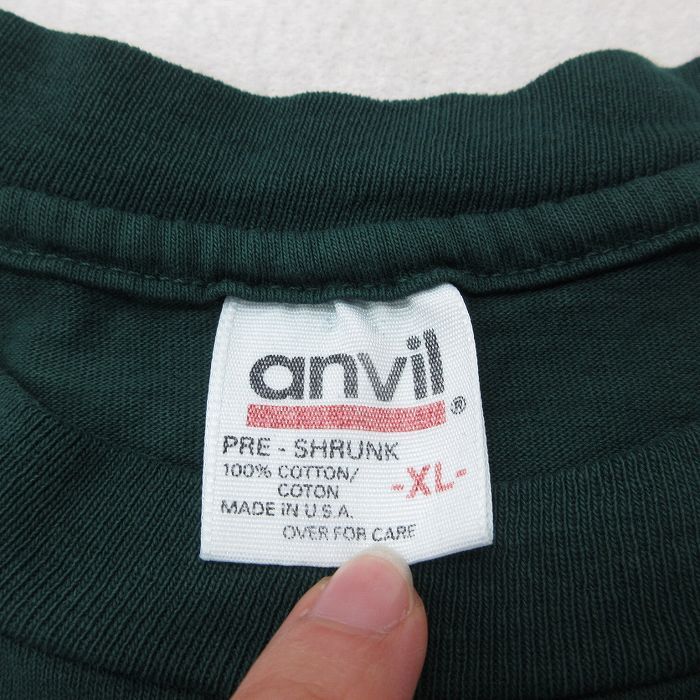 anvil ®
PRE - SHRUNK
100% COTTON/
COTON -XL-
MADE IN U.S.A.
OVER FOR CARE